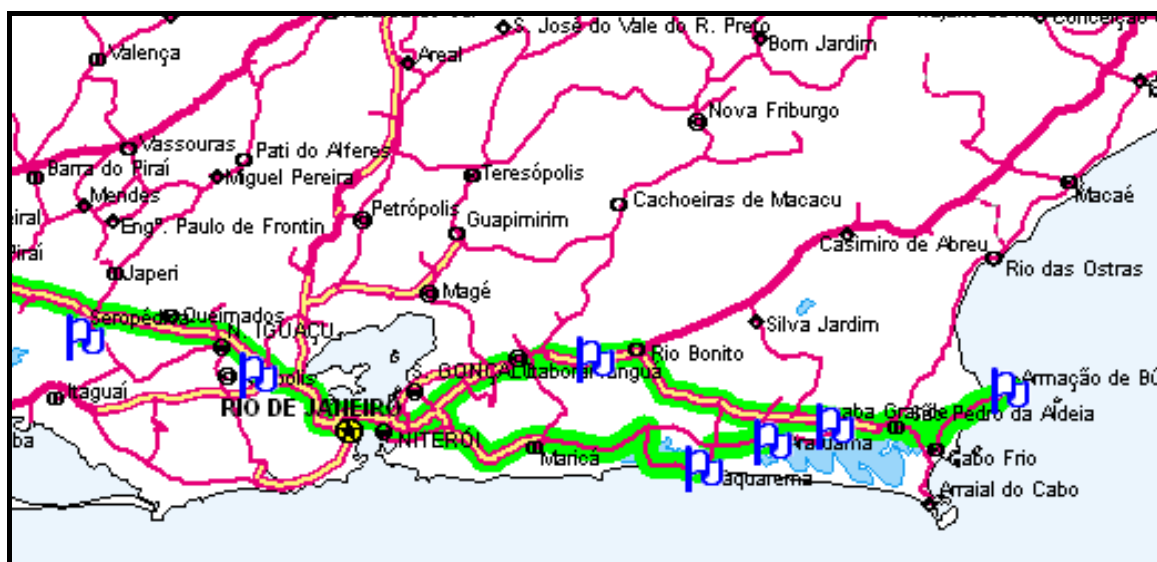 S. José do Vale do R. Preto
Conceição
Bom Jardim
Valença
Areal
Nova Friburgo
Vassouras
Pati do Alferes
Barra do Piraí
Miguel Pereira
Teresópolis
Macaé
Mendes
Petrópolis
Cachoeiras de Macacu
Engº. Paulo de Frontin
Guapimirim
Casimiro de Abreu
Piraí
Rio das Ostras
Japeri
Magé
Queimados
Silva Jardim
N. IGUAÇU
Rio Bonito
Itaguaí
Armação de BÚ
RIO DE JANEIRO
Pedro da Aldeia
NITERÓI
Maricá
Cabo Frio
Arraial do Cabo